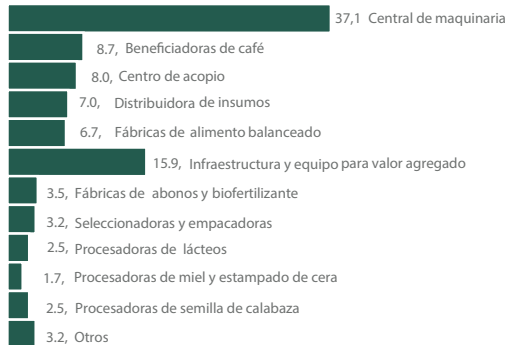 37,1 Central de maquinaria
8.7, Beneficiadoras de café
8.0, Centro de acopio
7.0, Distribuidora de insumos
6.7, Fábricas de alimento balanceado
15.9, Infraestructura y equipo para valor agregado
3.5, Fábricas de abonos y biofertilizante
3.2, Seleccionadoras y empacadoras
2.5, Procesadoras de lácteos
1.7, Procesadoras de miel y estampado de cera
2.5, Procesadoras de semilla de calabaza
3.2, Otros